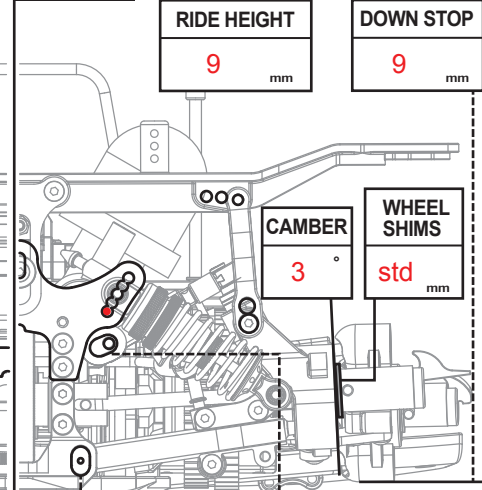 RIDE HEIGHT
9 mm
DOWN STOP
9 mm
CAMBER
3 °
WHEEL
SHIMS
std mm